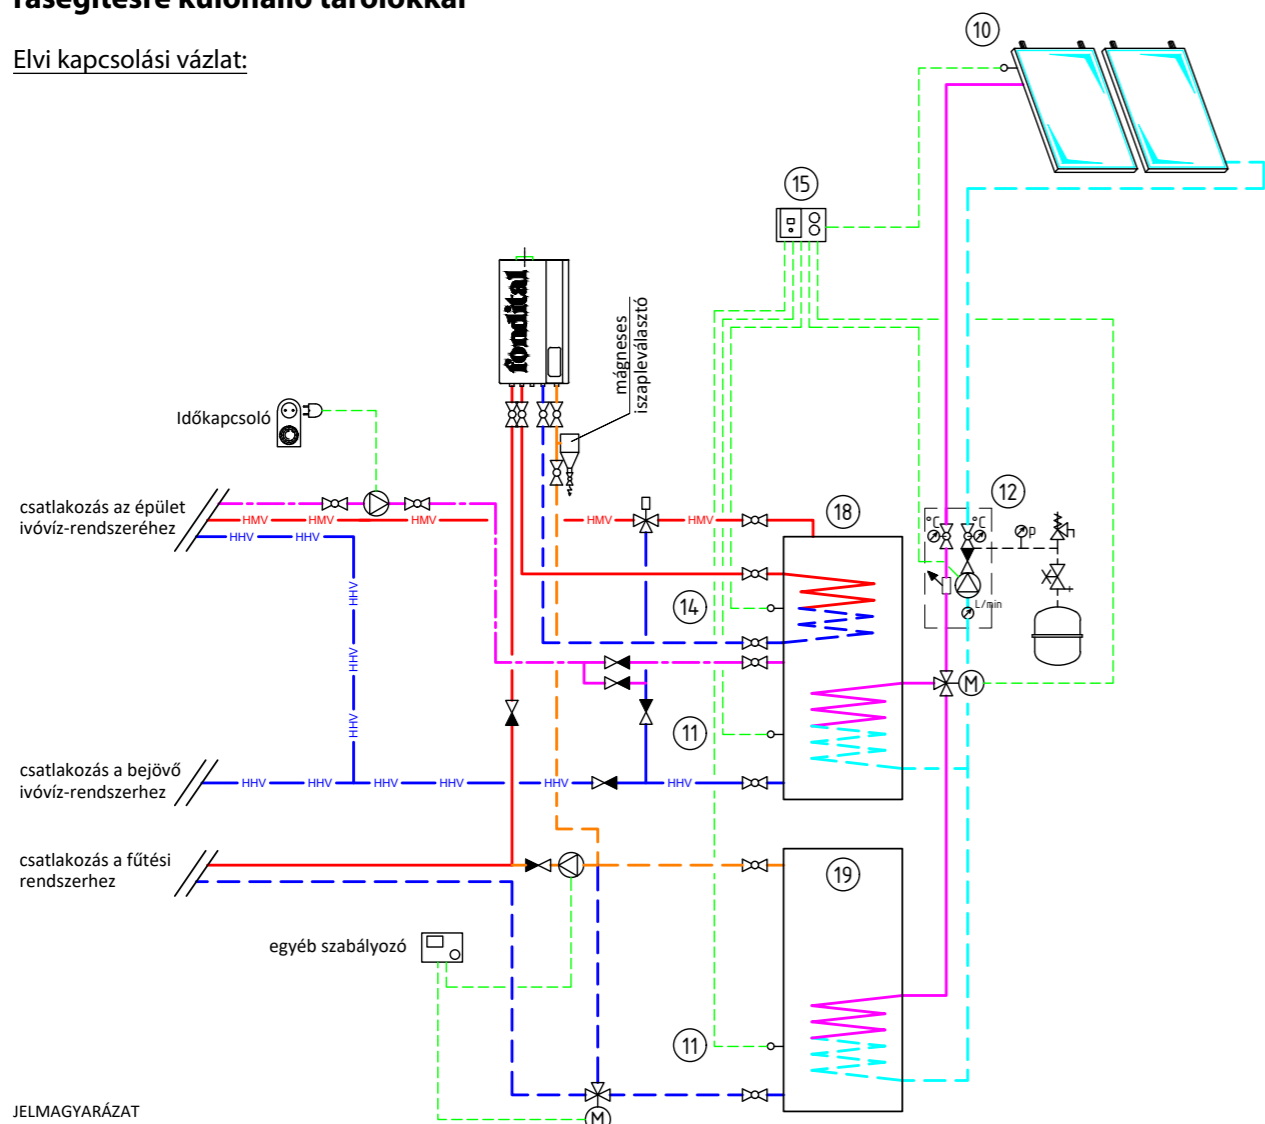 rásegítésre különálló tárolókkal
Elvi kapcsolási vázlat:
10
15
fondital
mágneses
iszapleválasztó
Időkapcsoló
csatlakozás az épület
ivóvíz-rendszeréhez
HMV HMV HMV HMV HMV
HHV HHV
18
12
°C °C
p
h
L/min
14
HHV
HHV
M
11
csatlakozás a bejövő
ivóvíz-rendszerhez
HHV HHV HHV HHV HHV HHV
csatlakozás a fűtési
rendszerhez
19
egyéb szabályozó
11
M
JELMAGYARÁZAT